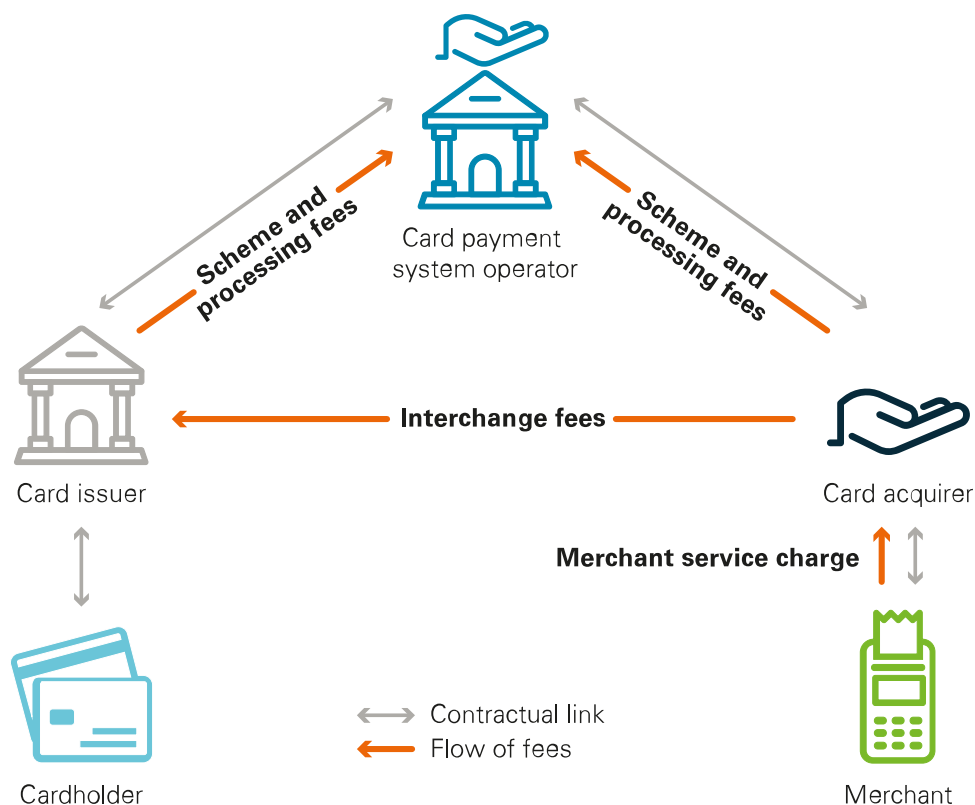 Card payment
system operator
Scheme and
processing fees
Scheme and
processing fees
Interchange fees
Card issuer
Card acquirer
Merchant service charge
Contractual link
Flow of fees
Cardholder
Merchant